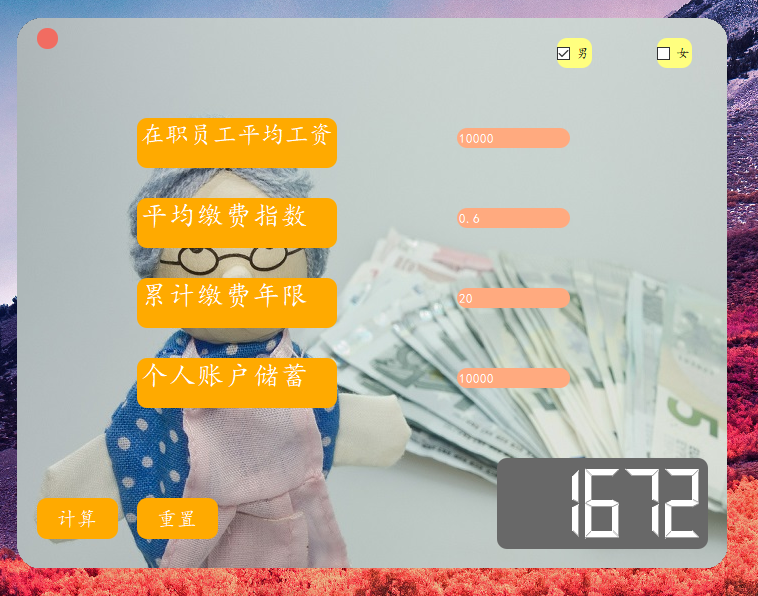 男 女
在职员工平均工资 10000
平均缴费指数 0.6
累计缴费年限 20
个人账户储蓄 10000
计算 重置 1672